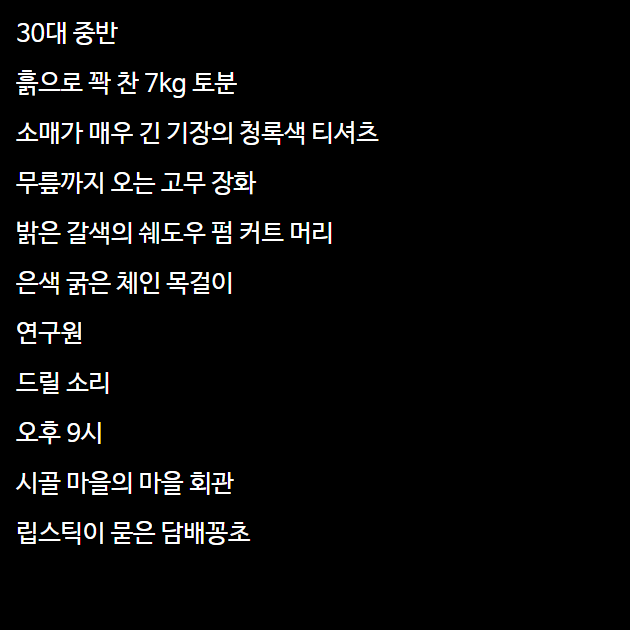 30대 중반
흙으로 꽉 찬 7kg 토분
소매가 매우 긴 기장의 청록색 티셔츠
무릎까지 오는 고무 장화
밝은 갈색의 쉐도우 펌 커트 머리
은색 굵은 체인 목걸이
연구원
드릴 소리
오후 9시
시골 마을의 마을 회관
립스틱이 묻은 담배꽁초